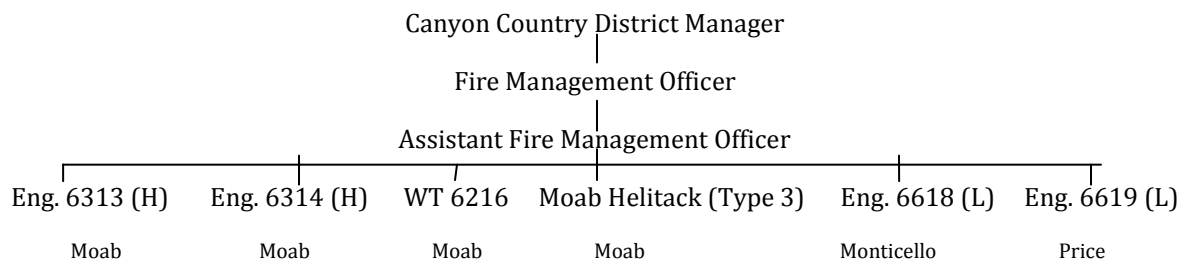 Canyon Country District Manager
Fire Management Officer
Assistant Fire Management Officer
Eng. 6313 (H) Eng. 6314 (H) WT 6216 Moab Helitack (Type 3) Eng. 6618 (L) Eng. 6619 (L)
Moab Moab Moab Moab Monticello Price